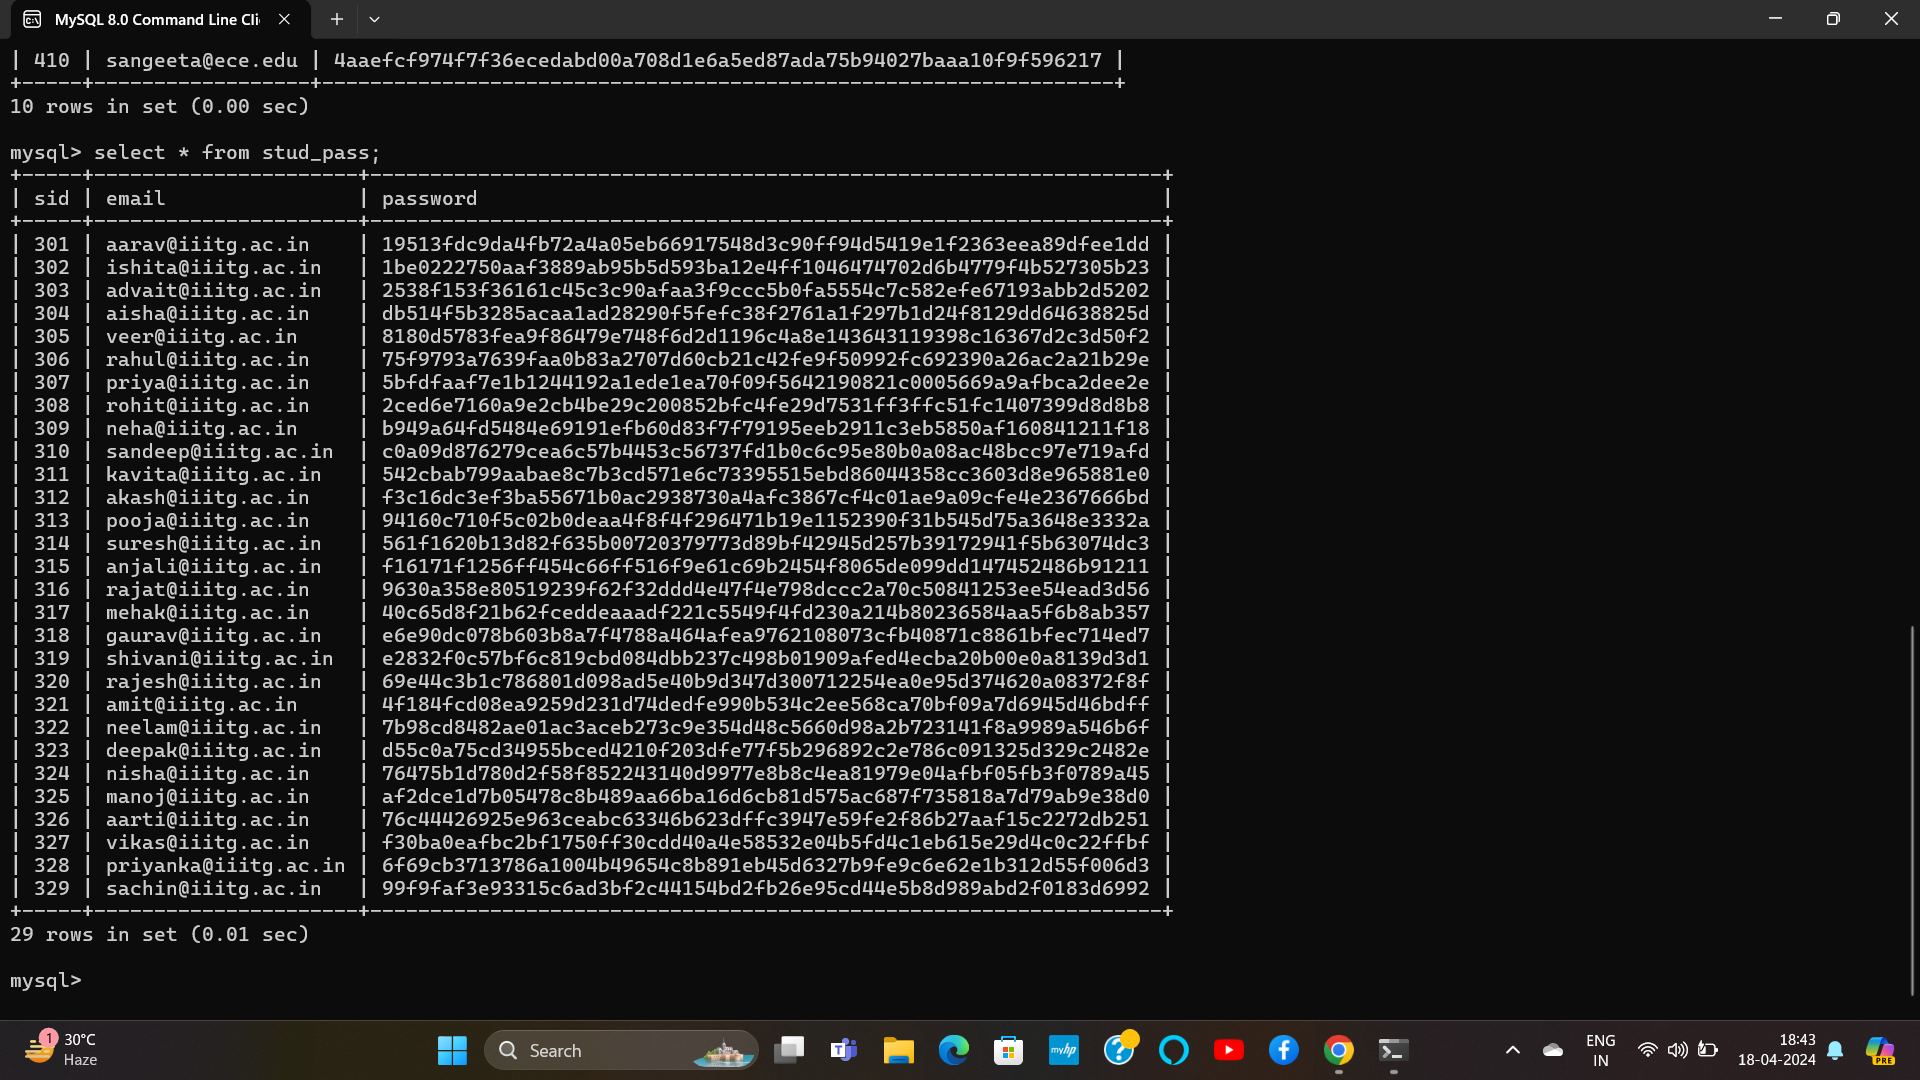 MySQL 8.0 Command Line Cli
| 410 | sangeeta@ece.edu | 4aaefcf974f7f36ecedabd00a708d1e6a5ed87ada75b94027baaa10f9f596217 |
10 rows in set (0.00 sec)
mysql> select * from stud_pass;
| sid | email | password |
| 301 | aarav@iiitg.ac.in | 19513fdc9da4fb72a4a05eb66917548d3c90ff94d5419e1f2363eea89dfee1dd |
| 302 | ishita@iiitg.ac.in | 1be0222750aaf3889ab95b5d593ba12e4ff1046474702d6b4779f4b527305b23 |
| 303 | advait@iiitg.ac.in | 2538f153f36161c45c3c90afaa3f9ccc5b0fa5554c7c582efe67193abb2d5202 |
| 304 | aisha@iiitg.ac.in | db514f5b3285acaa1ad28290f5fefc38f2761a1f297b1d24f8129dd64638825d |
| 305 | veer@iiitg.ac.in | 8180d5783fea9f86479e748f6d2d1196c4a8e143643119398c16367d2c3d50f2 |
| 306 | rahul@iiitg.ac.in | 75f9793a7639faa0b83a2707d60cb21c42fe9f50992fc692390a26ac2a21b29e |
| 307 | priya@iiitg.ac.in | 5bfdfaaf7e1b1244192a1ede1ea70f09f5642190821c0005669a9afbca2dee2e |
| 308 | rohit@iiitg.ac.in | 2ced6e7160a9e2cb4be29c200852bfc4fe29d7531ff3ffc51fc1407399d8d8b8 |
| 309 | neha@iiitg.ac.in | b949a64fd5484e69191efb60d83f7f79195eeb2911c3eb5850af160841211f18 |
| 310 | sandeep@iiitg.ac.in | c0a09d876279cea6c57b4453c56737fd1b0c6c95e80b0a08ac48bcc97e719afd |
| 311 | kavita@iiitg.ac.in | 542cbab799aabae8c7b3cd571e6c73395515ebd86044358cc3603d8e965881e0 |
| 312 | akash@iiitg.ac.in | f3c16dc3ef3ba55671b0ac2938730a4afc3867cf4c01ae9a09cfe4e2367666bd |
| 313 | pooja@iiitg.ac.in | 94160c710f5c02b0deaa4f8f4f296471b19e1152390f31b545d75a3648e3332a |
| 314 | suresh@iiitg.ac.in | 561f1620b13d82f635b00720379773d89bf42945d257b39172941f5b63074dc3 |
| 315 | anjali@iiitg.ac.in | f16171f1256ff454c66ff516f9e61c69b2454f8065de099dd147452486b91211 |
| 316 | rajat@iiitg.ac.in | 9630a358e80519239f62f32ddd4e47f4e798dccc2a70c50841253ee54ead3d56 |
| 317 | mehak@iiitg.ac.in | 40c65d8f21b62fceddeaaadf221c5549f4fd230a214b80236584aa5f6b8ab357 |
| 318 | gaurav@iiitg.ac.in | e6e90dc078b603b8a7f4788a464afea9762108073cfb40871c8861bfec714ed7 |
| 319 | shivani@iiitg.ac.in | e2832f0c57bf6c819cbd084dbb237c498b01909afed4ecba20b00e0a8139d3d1 |
| 320 | rajesh@iiitg.ac.in | 69e44c3b1c786801d098ad5e40b9d347d300712254ea0e95d374620a08372f8f |
| 321 | amit@iiitg.ac.in | 4f184fcd08ea9259d231d74dedfe990b534c2ee568ca70bf09a7d6945d46bdff |
| 322 | neelam@iiitg.ac.in | 7b98cd8482ae01ac3aceb273c9e354d48c5660d98a2b723141f8a9989a546b6f |
| 323 | deepak@iiitg.ac.in | d55c0a75cd34955bced4210f203dfe77f5b296892c2e786c091325d329c2482e |
| 324 | nisha@iiitg.ac.in | 76475b1d780d2f58f852243140d9977e8b8c4ea81979e04afbf05fb3f0789a45 |
| 325 | manoj@iiitg.ac.in | af2dce1d7b05478c8b489aa66ba16d6cb81d575ac687f735818a7d79ab9e38d0 |
| 326 | aarti@iiitg.ac.in | 76c44426925e963ceabc63346b623dffc3947e59fe2f86b27aaf15c2272db251 |
| 327 | vikas@iiitg.ac.in | f30ba0eafbc2bf1750ff30cdd40a4e58532e04b5fd4c1eb615e29d4c0c22ffbf |
| 328 | priyanka@iiitg.ac.in | 6f69cb3713786a1004b49654c8b891eb45d6327b9fe9c6e62e1b312d55f006d3 |
| 329 | sachin@iiitg.ac.in | 99f9faf3e93315c6ad3bf2c44154bd2fb26e95cd44e5b8d989abd2f0183d6992 |
29 rows in set (0.01 sec)
mysql>
1
30°C
Haze
Search
myhp
ENG
IN
18:43
18-04-2024
PRE